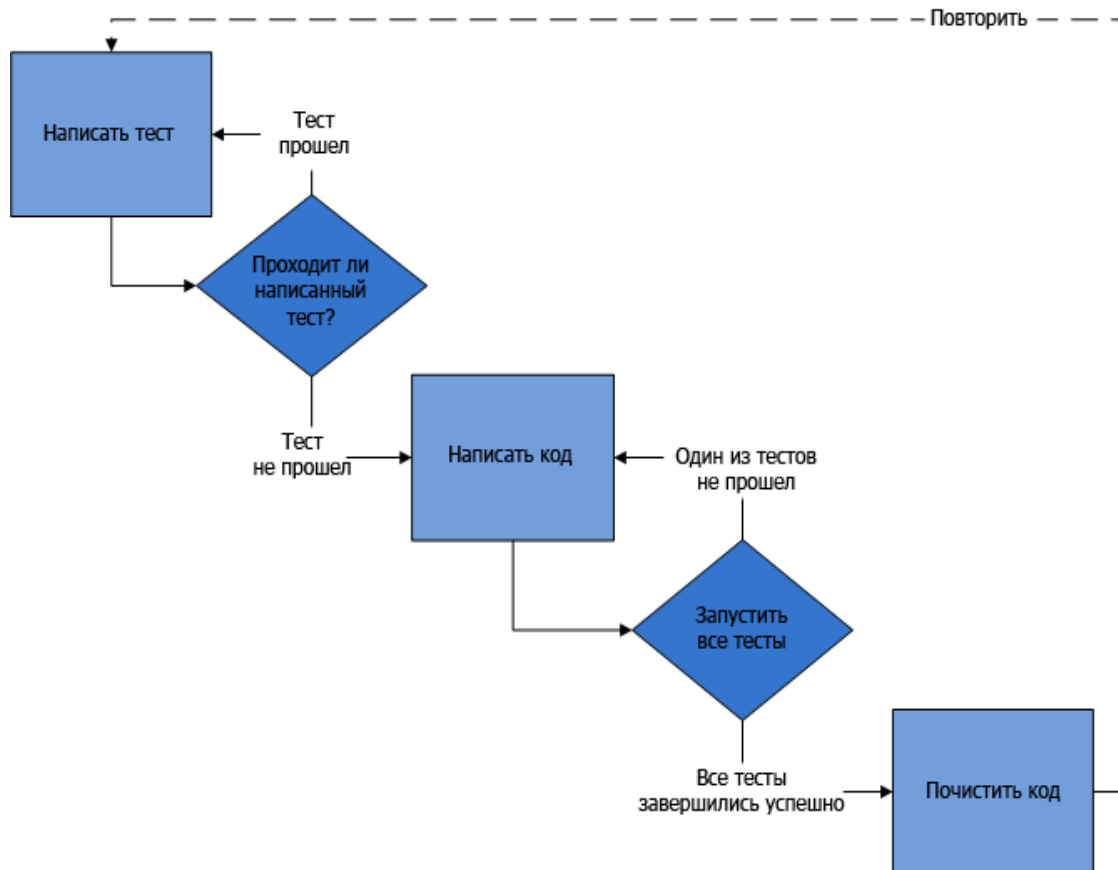 Повторить
Написать тест
Тест
прошел
Проходит ли
написанный
тест?
Тест
не прошел
Написать код
Один из тестов
не прошел
Запустить
все тесты
Все тесты
завершились успешно
Почистить код